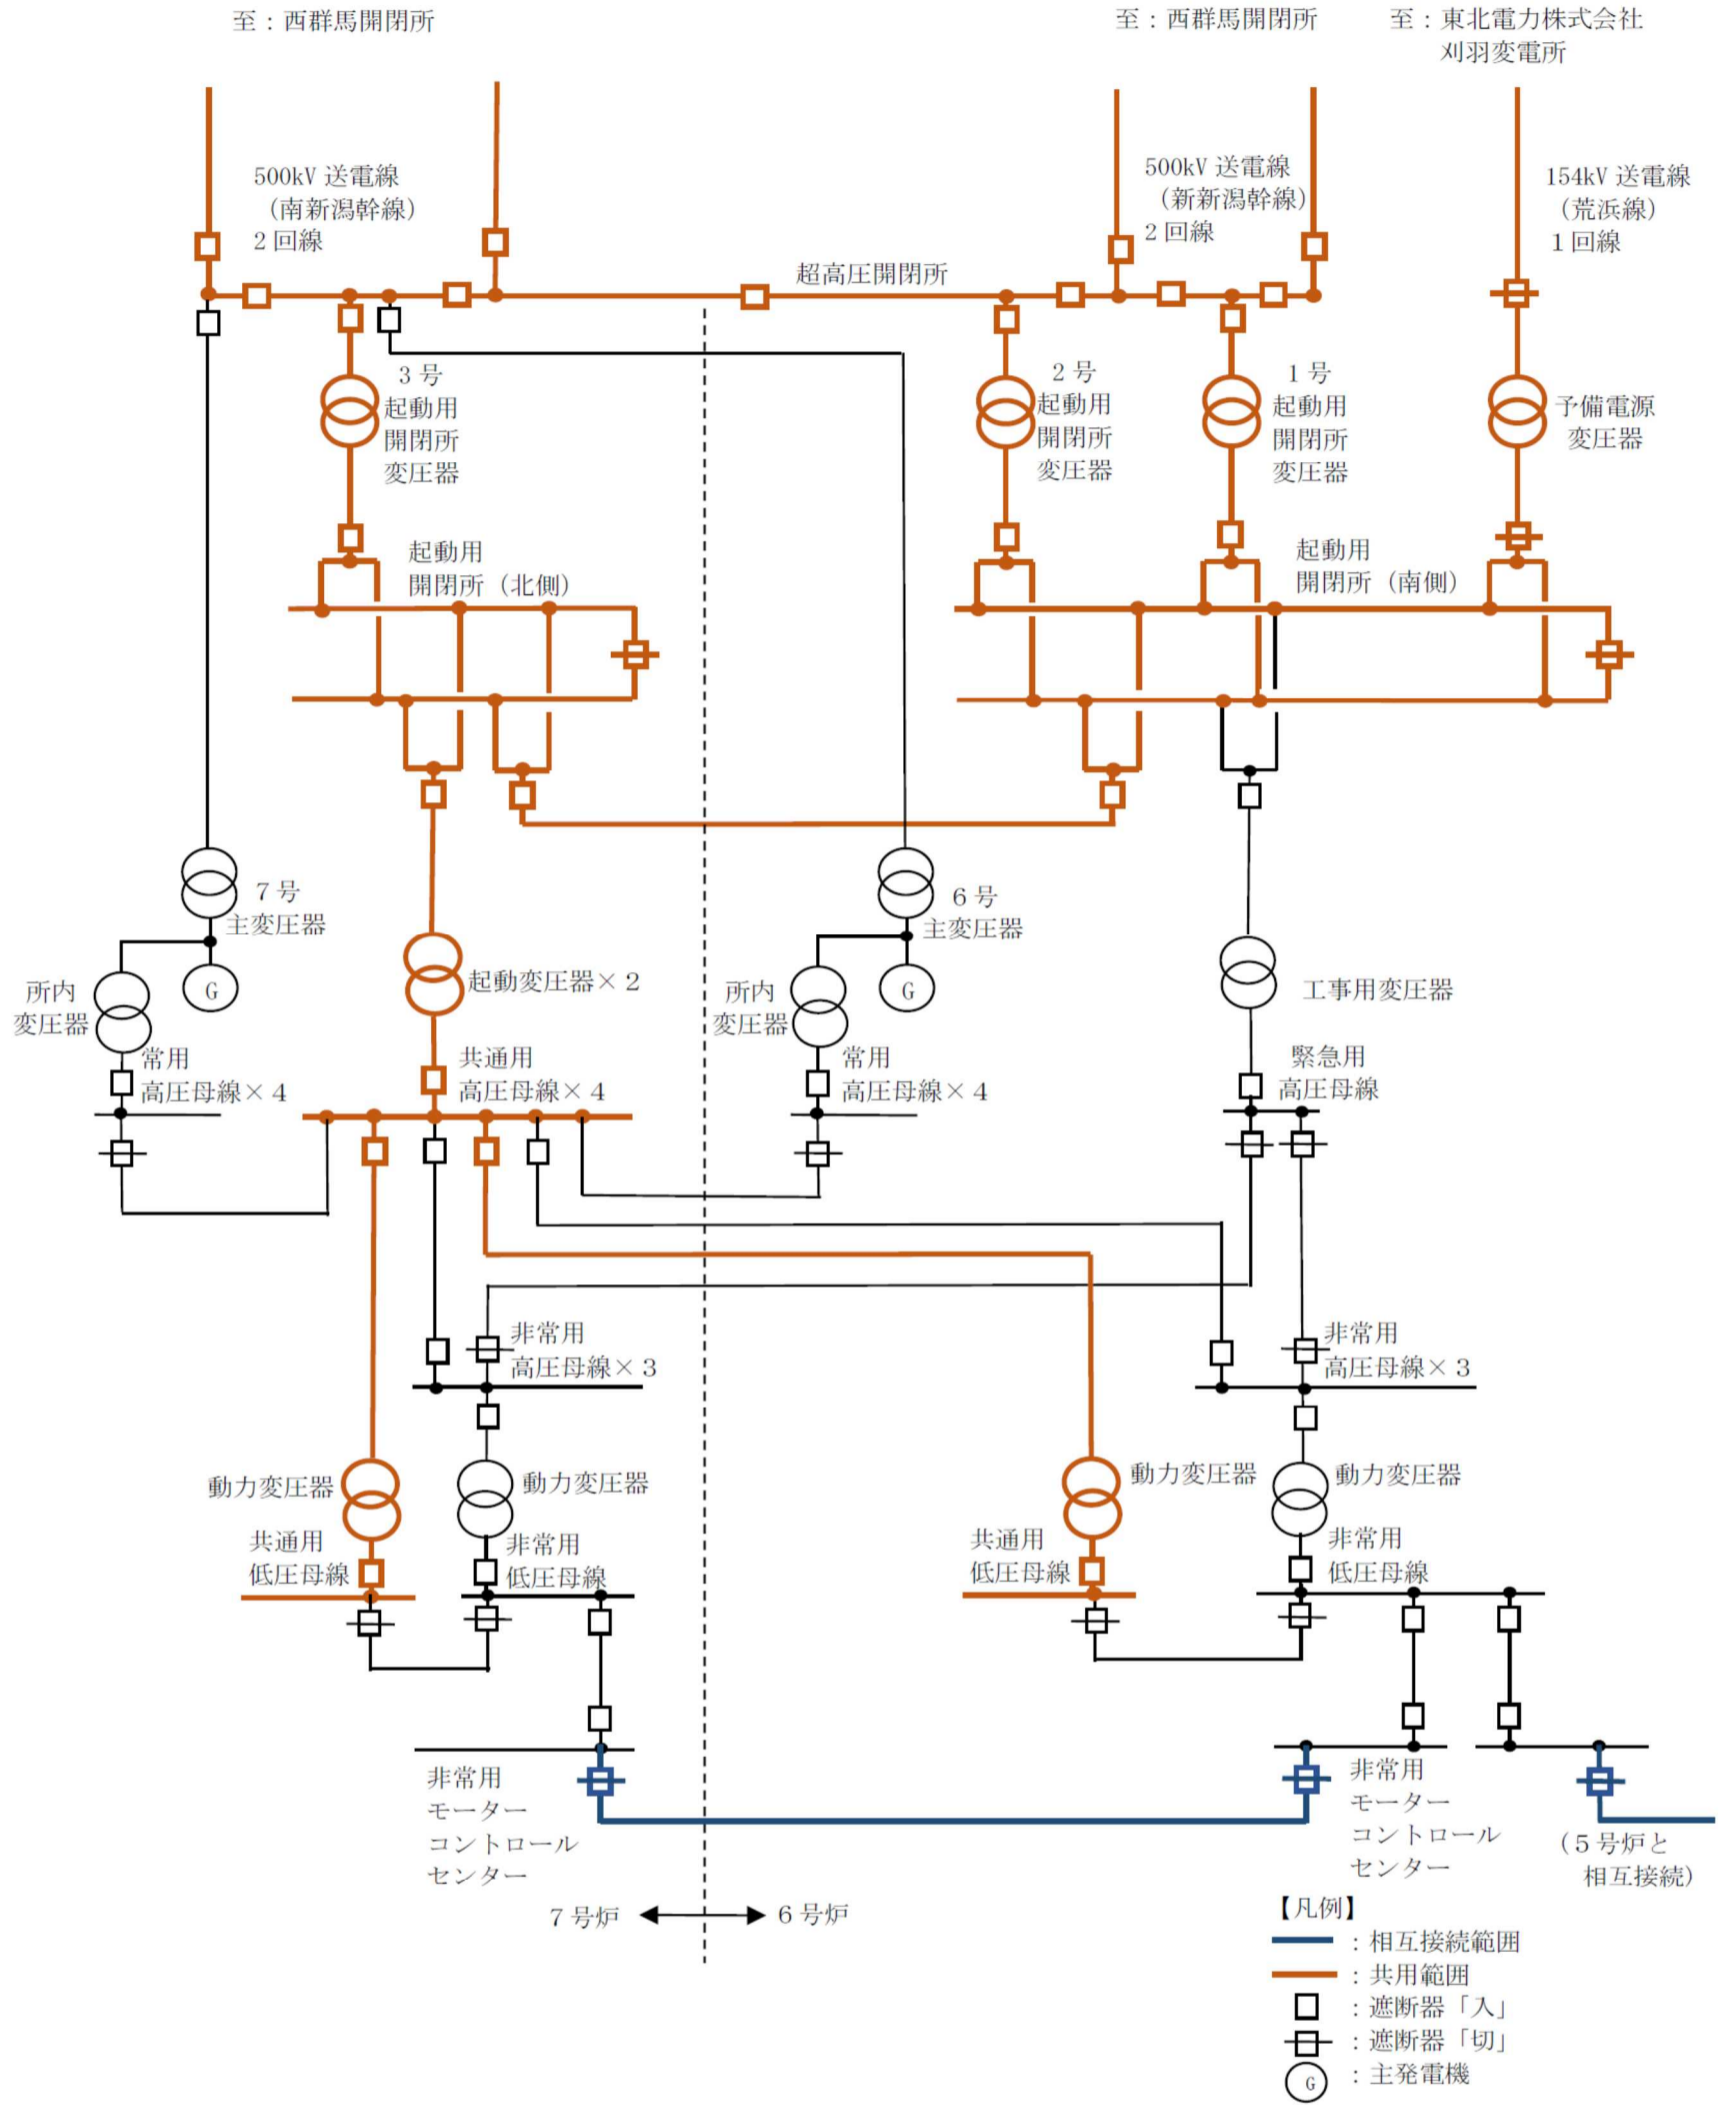 至：西群馬開閉所
至：西群馬開閉所
至：東北電力株式会社
刈羽変電所
500kV 送電線
（南新潟幹線）
２回線
500kV 送電線
（新新潟幹線）
２回線
154kV 送電線
（荒浜線）
１回線
超高圧開閉所
３号
起動用
開閉所
変圧器
２号
起動用
開閉所
変圧器
１号
起動用
開閉所
変圧器
予備電源
変圧器
起動用
開閉所（北側）
起動用
開閉所（南側）
７号
主変圧器
６号
主変圧器
所内
変圧器
G
起動変圧器×２
所内
変圧器
G
工事用変圧器
常用
高圧母線×４
共通用
高圧母線×４
常用
高圧母線×４
緊急用
高圧母線
非常用
高圧母線×３
非常用
高圧母線×３
動力変圧器
動力変圧器
動力変圧器
動力変圧器
共通用
低圧母線
非常用
低圧母線
共通用
低圧母線
非常用
低圧母線
非常用
モーター
コントロール
センター
非常用
モーター
コントロール
センター
（５号炉と
相互接続）
７号炉
６号炉
【凡例】
：相互接続範囲
：共用範囲
：遮断器「入」
：遮断器「切」
G
：主発電機